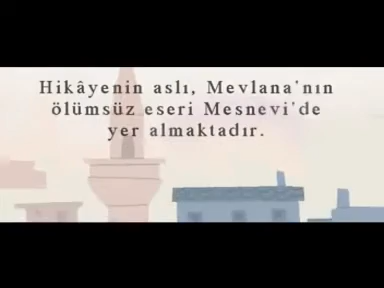 Hikâyenin aslı, Mevlana'nın
ölümsüz eseri Mesnevi'de
yer almaktadır.